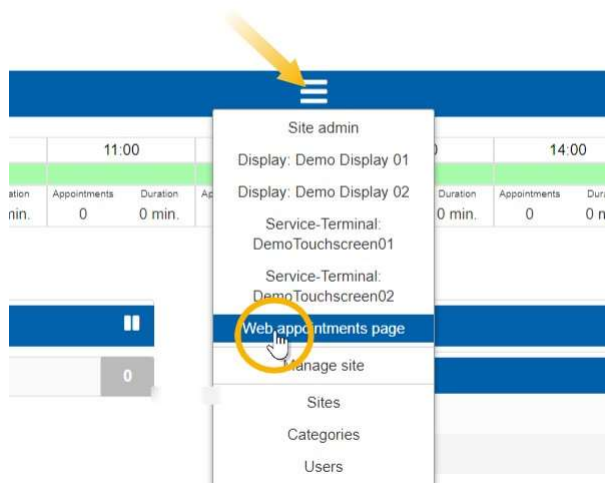 Site admin
11:00
14:00
Display: Demo Display 01
Display: Demo Display 02
Appointments Duration
Duration Appointments
min. 0 0 min.
0 min. 0
Service-Terminal:
DemoTouchscreen01
Service-Terminal:
DemoTouchscreen02
Web appointments page
Manage site
0
Sites
Categories
Users